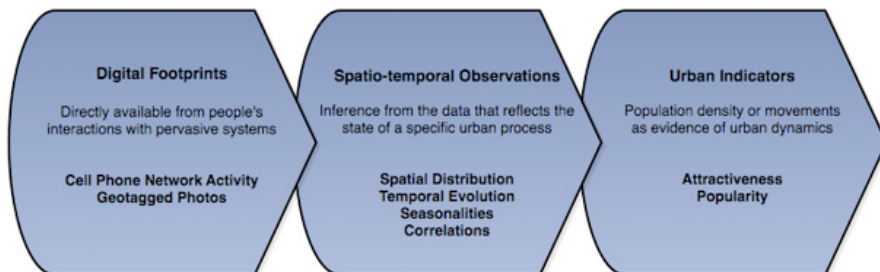 Digital Footprints
Directly available from people's
interactions with pervasive systems
Cell Phone Network Activity
Geotagged Photos
Spatio-temporal Observations
Inference from the data that reflects the
state of a specific urban process
Spatial Distribution
Temporal Evolution
Seasonalities
Correlations
Urban Indicators
Population density or movements
as evidence of urban dynamics
Attractiveness
Popularity